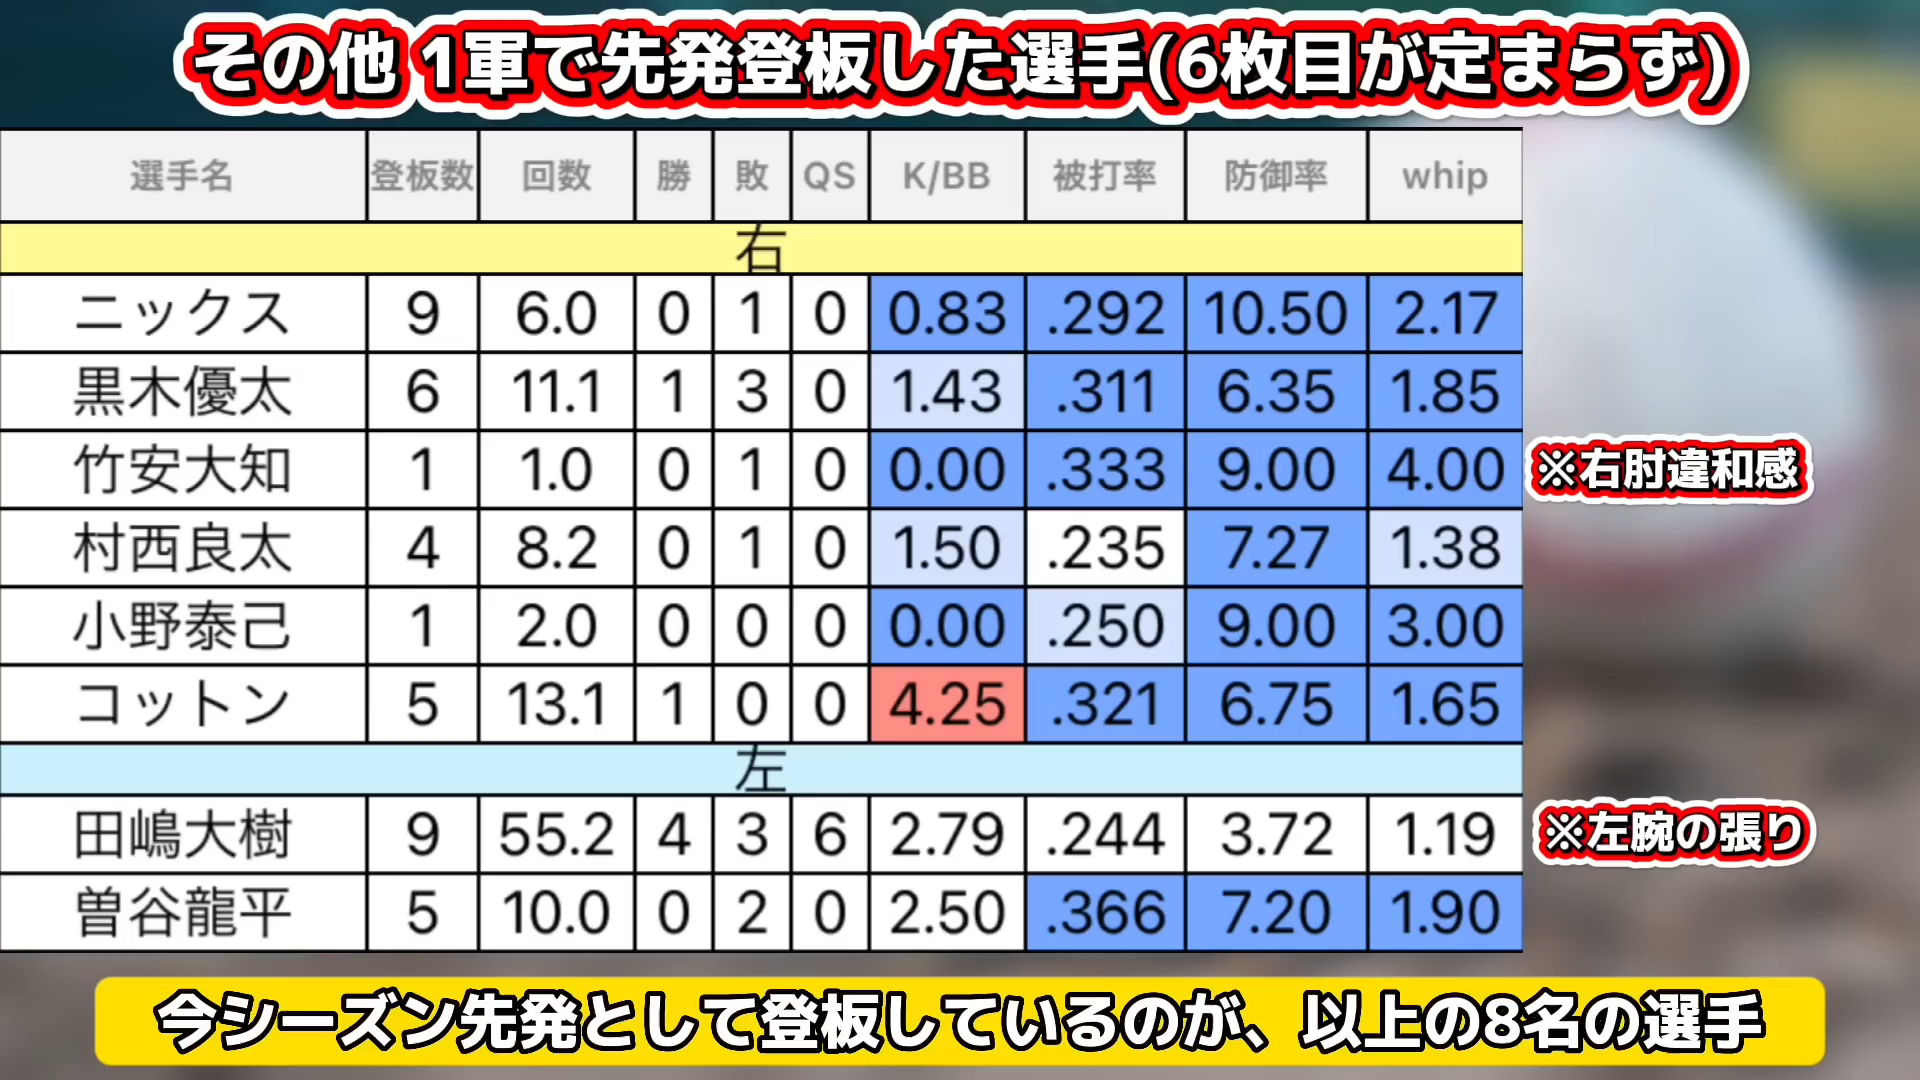 その他 1軍で先発登板した選手(6枚目が定まらず)
選手名 登板数 回数 勝 敗 QS K/BB 被打率 防御率 whip
右
ニックス 9 6.0 0 1 0 0.83 .292 10.50 2.17
黒木優太 6 11.1 1 3 0 1.43 .311 6.35 1.85
竹安大知 1 1.0 0 1 0 0.00 .333 9.00 4.00 ※右肘違和感
村西良太 4 8.2 0 1 0 1.50 .235 7.27 1.38
小野泰己 1 2.0 0 0 0 0.00 .250 9.00 3.00
コットン 5 13.1 1 0 0 4.25 .321 6.75 1.65
左
田嶋大樹 9 55.2 4 3 6 2.79 .244 3.72 1.19 ※左腕の張り
曽谷龍平 5 10.0 0 2 0 2.50 .366 7.20 1.90
今シーズン先発として登板しているのが、以上の8名の選手